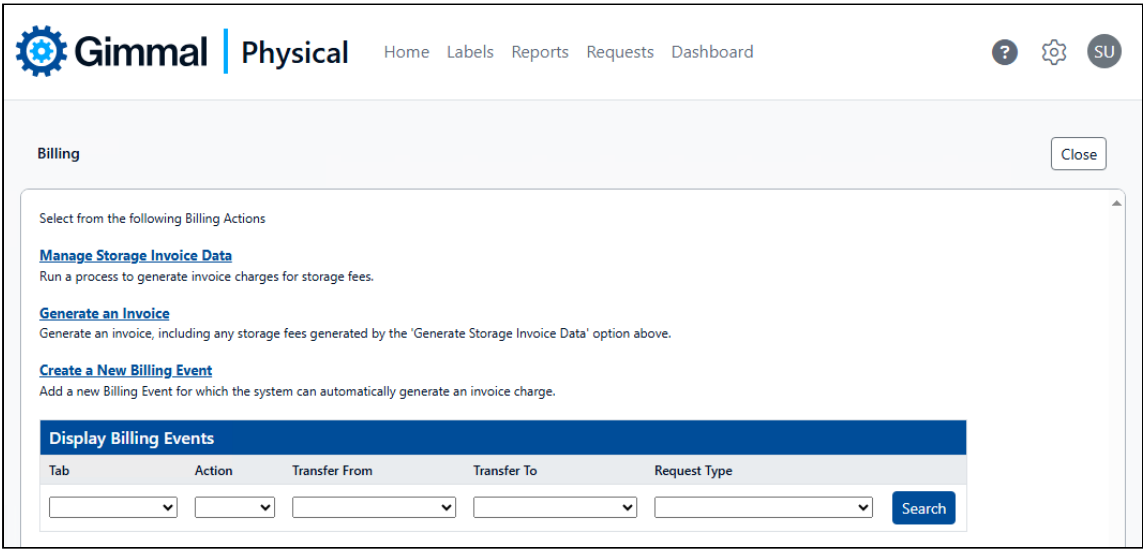 Gimmal | Physical Home Labels Reports Requests Dashboard ? SU
Billing Close
Select from the following Billing Actions
Manage Storage Invoice Data
Run a process to generate invoice charges for storage fees.
Generate an Invoice
Generate an invoice, including any storage fees generated by the 'Generate Storage Invoice Data' option above.
Create a New Billing Event
Add a new Billing Event for which the system can automatically generate an invoice charge.
Display Billing Events
Tab Action Transfer From Transfer To Request Type
Search